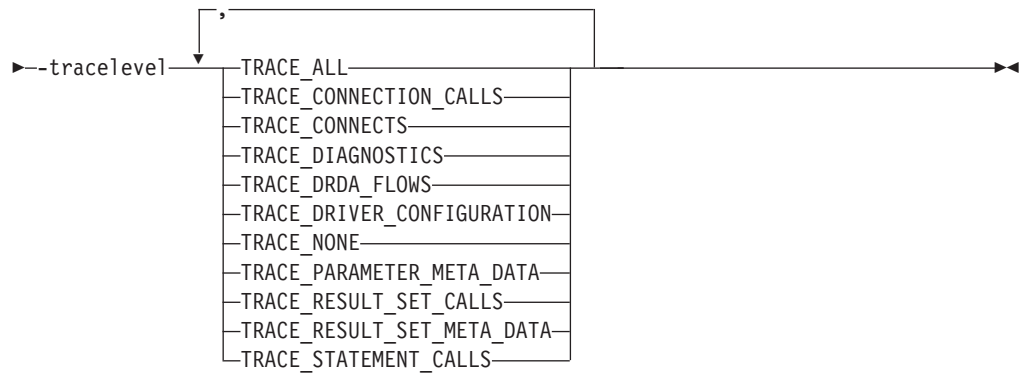 ,
-tracelevel TRACE_ALL
TRACE_CONNECTION_CALLS
TRACE_CONNECTS
TRACE_DIAGNOSTICS
TRACE_DRDA_FLOWS
TRACE_DRIVER_CONFIGURATION
TRACE_NONE
TRACE_PARAMETER_META_DATA
TRACE_RESULT_SET_CALLS
TRACE_RESULT_SET_META_DATA
TRACE_STATEMENT_CALLS